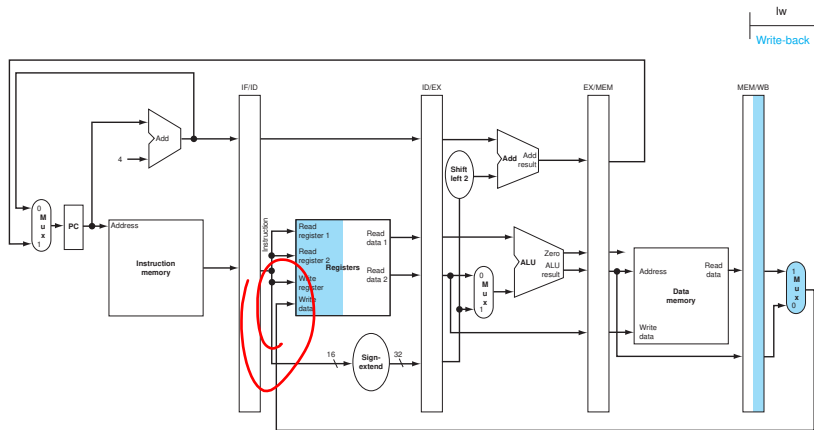 lw
Write-back
IF/ID
ID/EX
EX/MEM
MEM/WB
Add
4
Shift
left 2
Add
Add
result
0
M
u
x
1
PC
Address
Instruction
memory
Instruction
Read
register 1
Read
register 2
Write
register
Write
data
Registers
Read
data 1
Read
data 2
0
M
u
x
1
ALU
Zero
ALU
result
Address
Write
data
Read
data
Data
memory
1
M
u
x
0
16
Sign-
extend
32